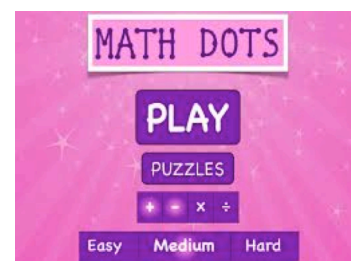 MATH DOTS
PLAY
PUZZLES
+ - x ÷
Easy Medium Hard